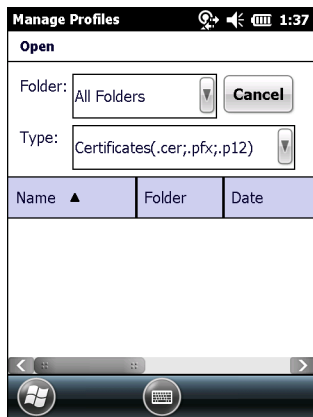 Manage Profiles 1:37
Open
Folder: All Folders Cancel
Type: Certificates(.cer;.pfx;.p12)
Name ▲ Folder Date